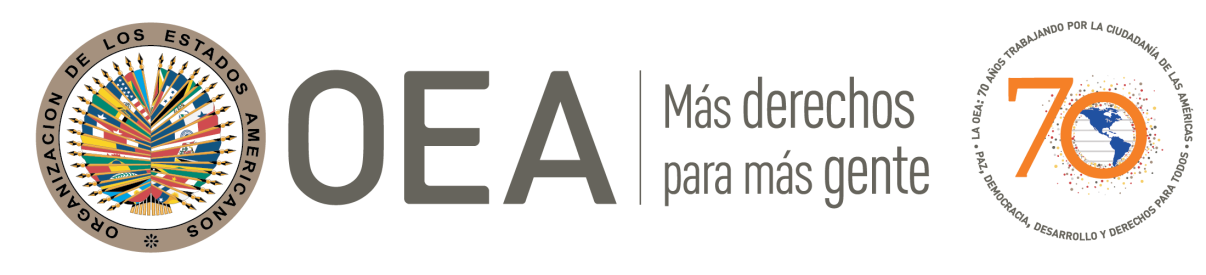 ORGANIZACION DE LOS ESTADOS AMERICANOS
OEA
Más derechos
para más gente
• LA OEA: 70 AÑOS TRABAJANDO POR LA CIUDADANÍA DE LAS AMÉRICAS •
PAZ, DEMOCRACIA, DESARROLLO Y DERECHOS PARA TODOS
70